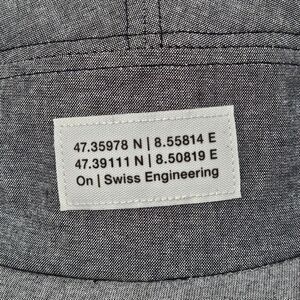 47.35978 N | 8.55814 E
47.39111 N | 8.50819 E
On | Swiss Engineering